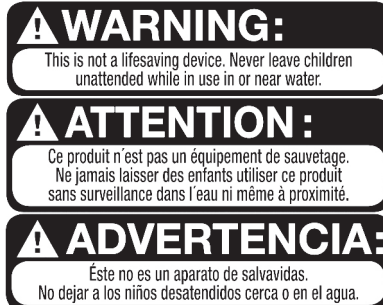 WARNING:
This is not a lifesaving device. Never leave children
unattended while in use in or near water.
ATTENTION :
Ce produit n´est pas un équipement de sauvetage.
Ne jamais laisser des enfants utiliser ce produit
sans surveillance dans l´eau ni même à proximité.
ADVERTENCIA:
Éste no es un aparato de salvavidas.
No dejar a los niños desatendidos cerca o en el agua.